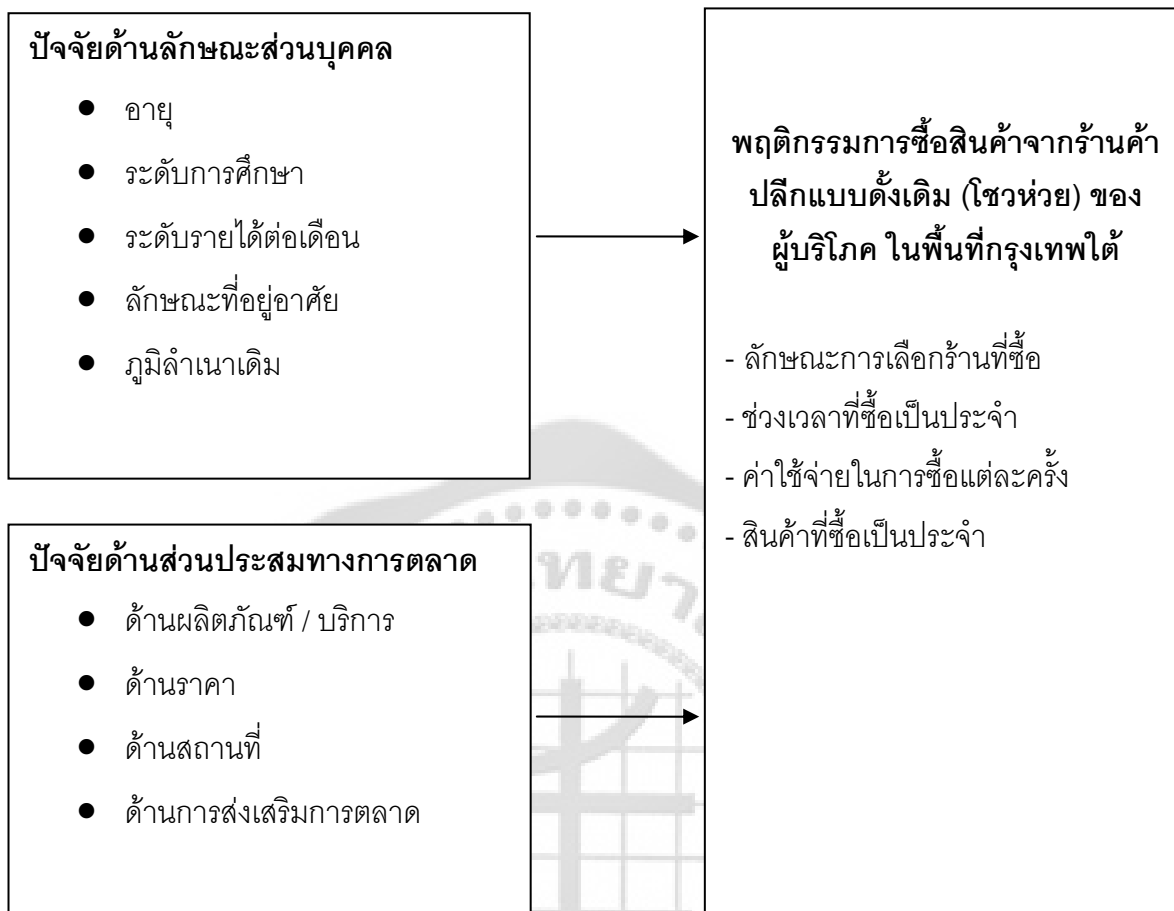 ปัจจัยด้านลักษณะส่วนบุคคล
● อายุ
● ระดับการศึกษา
● ระดับรายได้ต่อเดือน
● ลักษณะที่อยู่อาศัย
● ภูมิลำเนาเดิม
ปัจจัยด้านส่วนประสมทางการตลาด
● ด้านผลิตภัณฑ์ / บริการ
● ด้านราคา
● ด้านสถานที่
● ด้านการส่งเสริมการตลาด
พฤติกรรมการซื้อสินค้าจากร้านค้า
ปลีกแบบดั้งเดิม (โชวห่วย) ของ
ผู้บริโภค ในพื้นที่กรุงเทพใต้
- ลักษณะการเลือกร้านที่ซื้อ
- ช่วงเวลาที่ซื้อเป็นประจำ
- ค่าใช้จ่ายในการซื้อแต่ละครั้ง
- สินค้าที่ซื้อเป็นประจำ